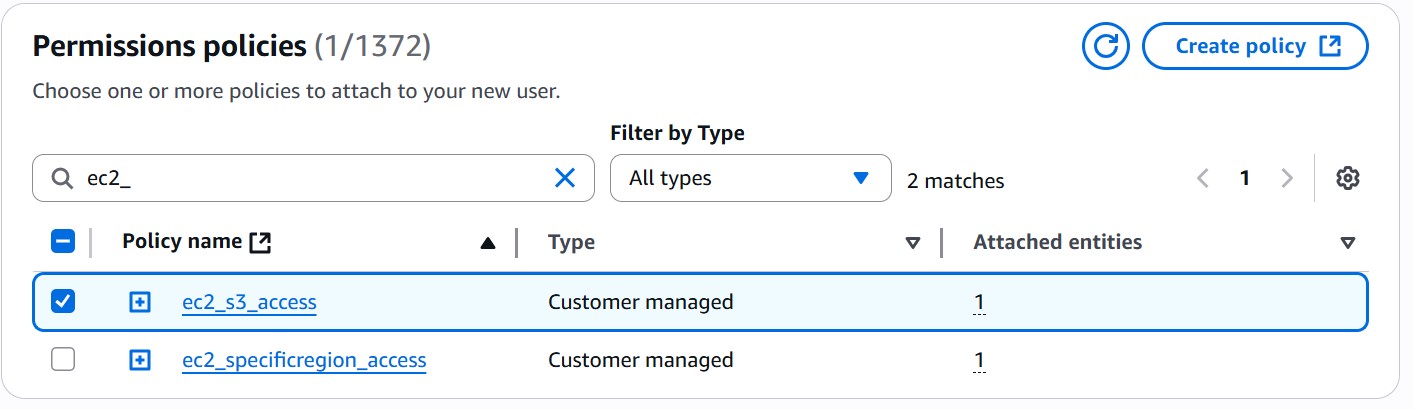 Permissions policies (1/1372)
Create policy
Choose one or more policies to attach to your new user.
Filter by Type
ec2_
All types
2 matches
1
Policy name
Type
Attached entities
ec2_s3_access
Customer managed
1
ec2_specificregion_access
Customer managed
1